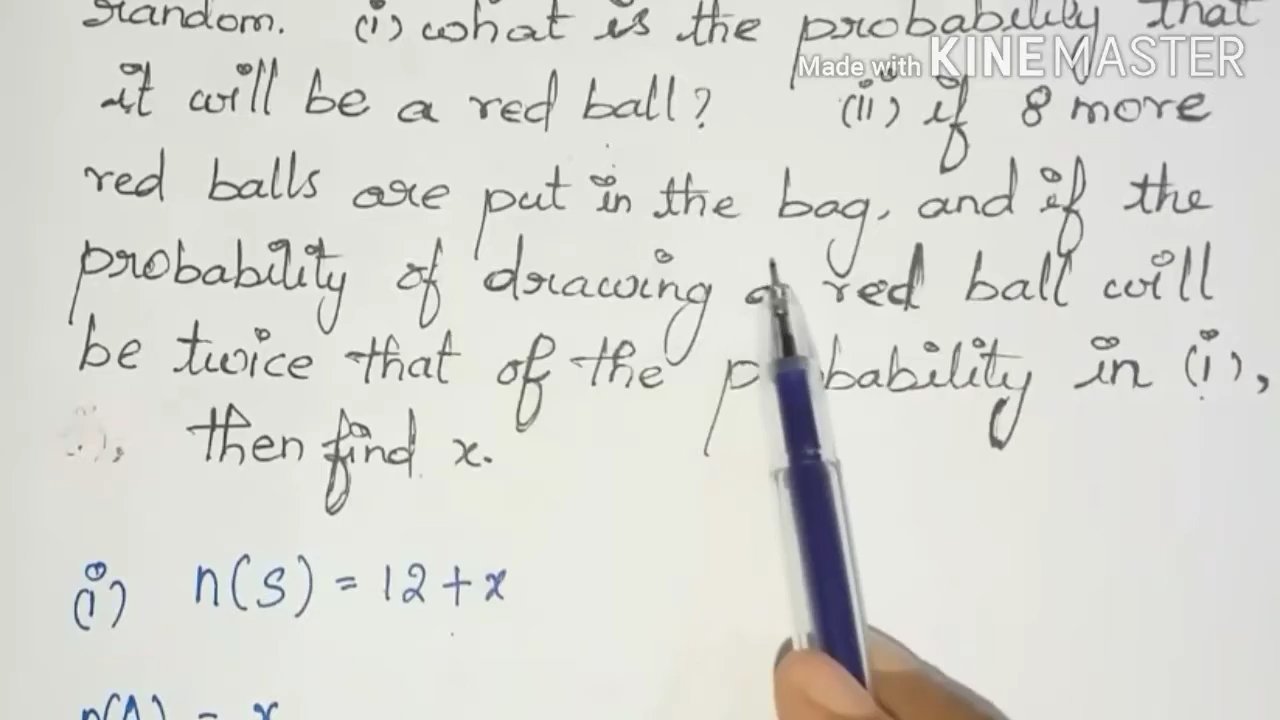 random. (i) what is the probability that
Made with KINEMASTER
it will be a red ball? (ii) if 8 more
red balls are put in the bag, and if the
probability of drawing a red ball will
be twice that of the probability in (i),
then find x.
(i) n(S) = 12 + x
n(A) = x